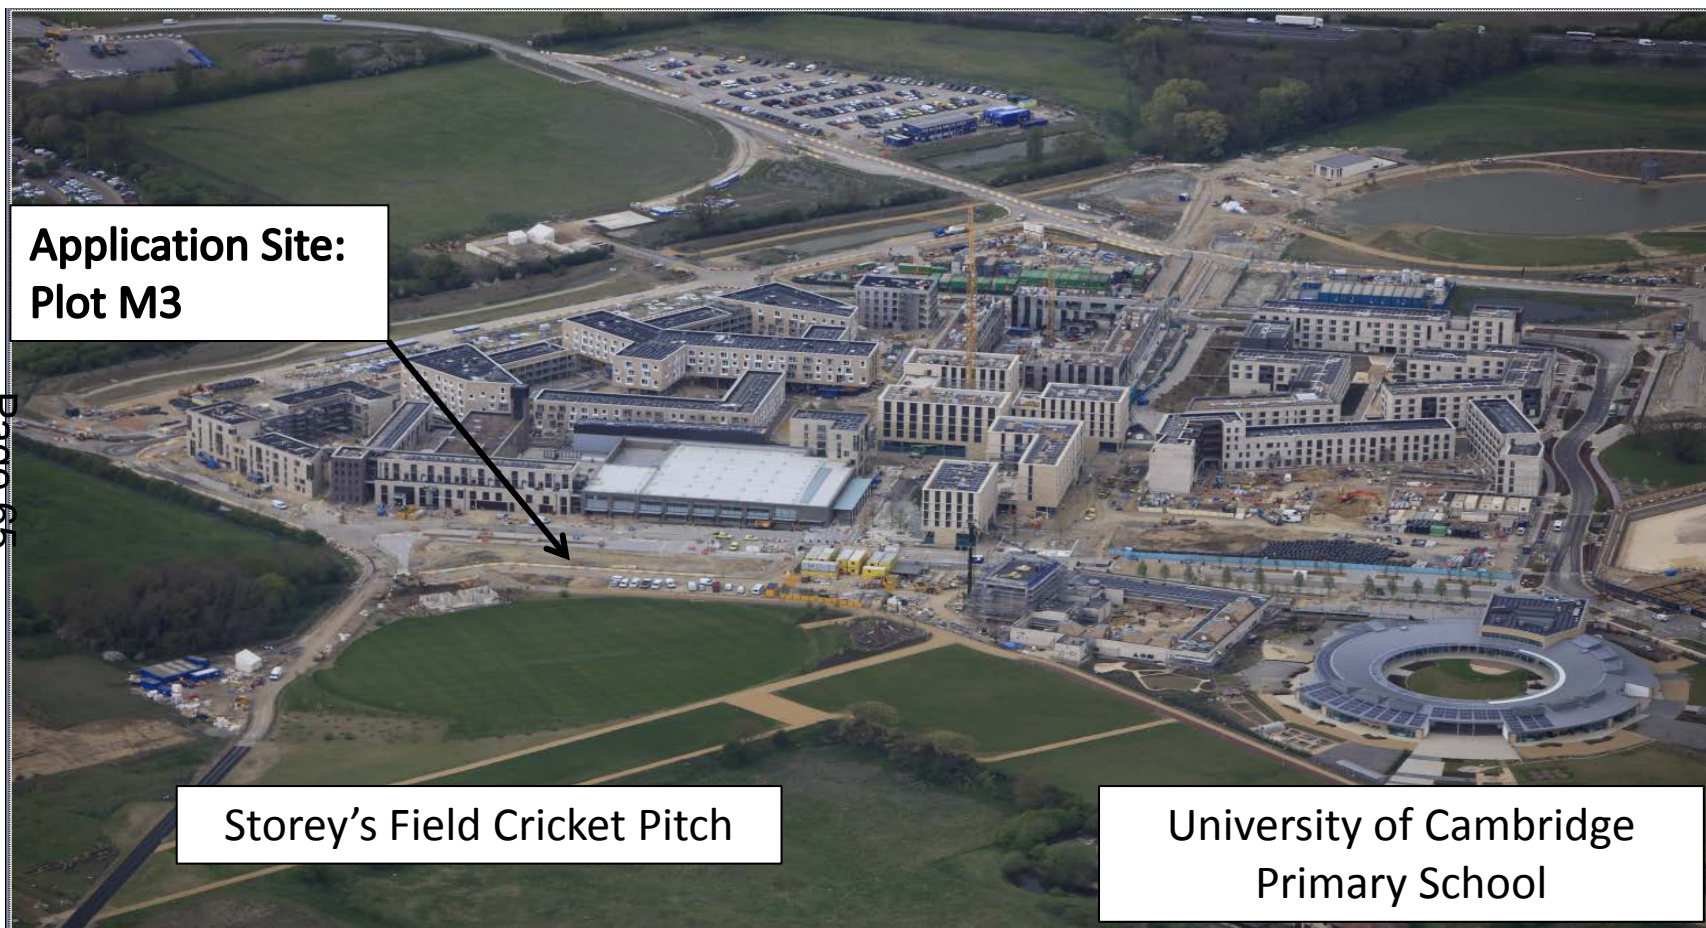 Application Site:
Plot M3
Storey's Field Cricket Pitch
University of Cambridge
Primary School